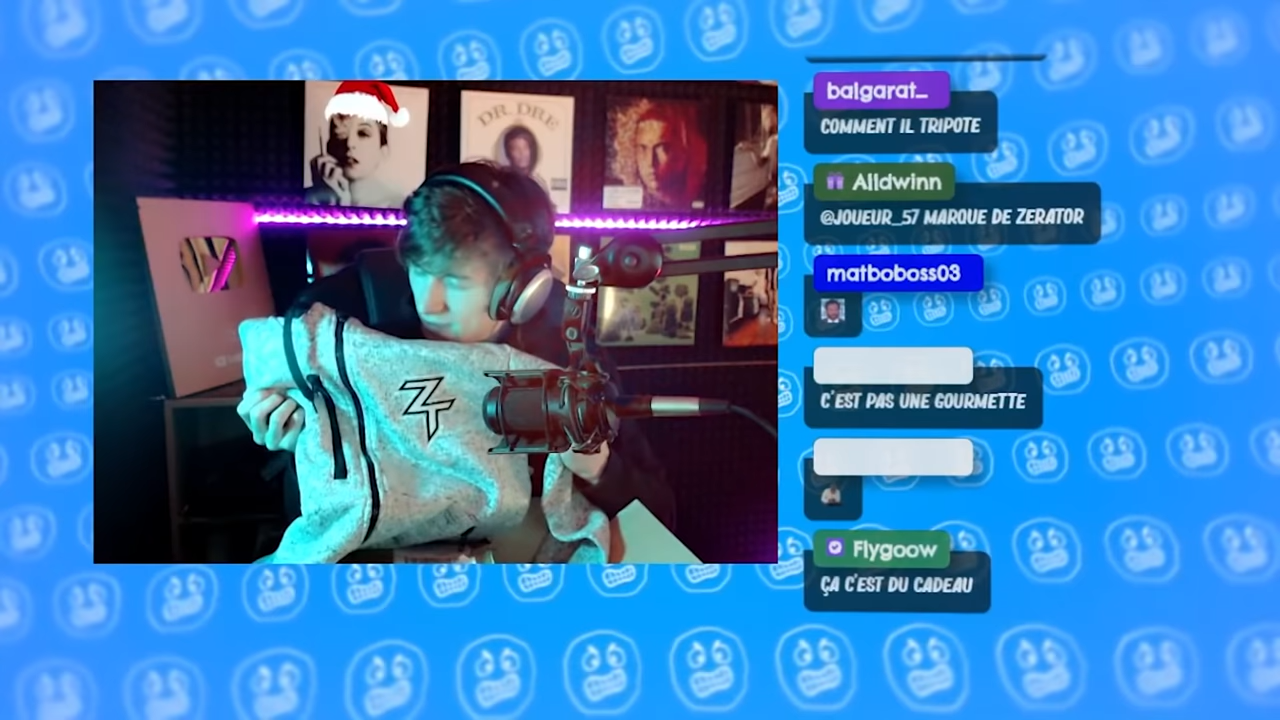 DR. DRE
ZT
balgarat_
COMMENT IL TRIPOTE
Alldwinn
@JOUEUR_57 MARQUE DE ZERATOR
matboboss03
C'EST PAS UNE GOURMETTE
Flygoow
ÇA C'EST DU CADEAU